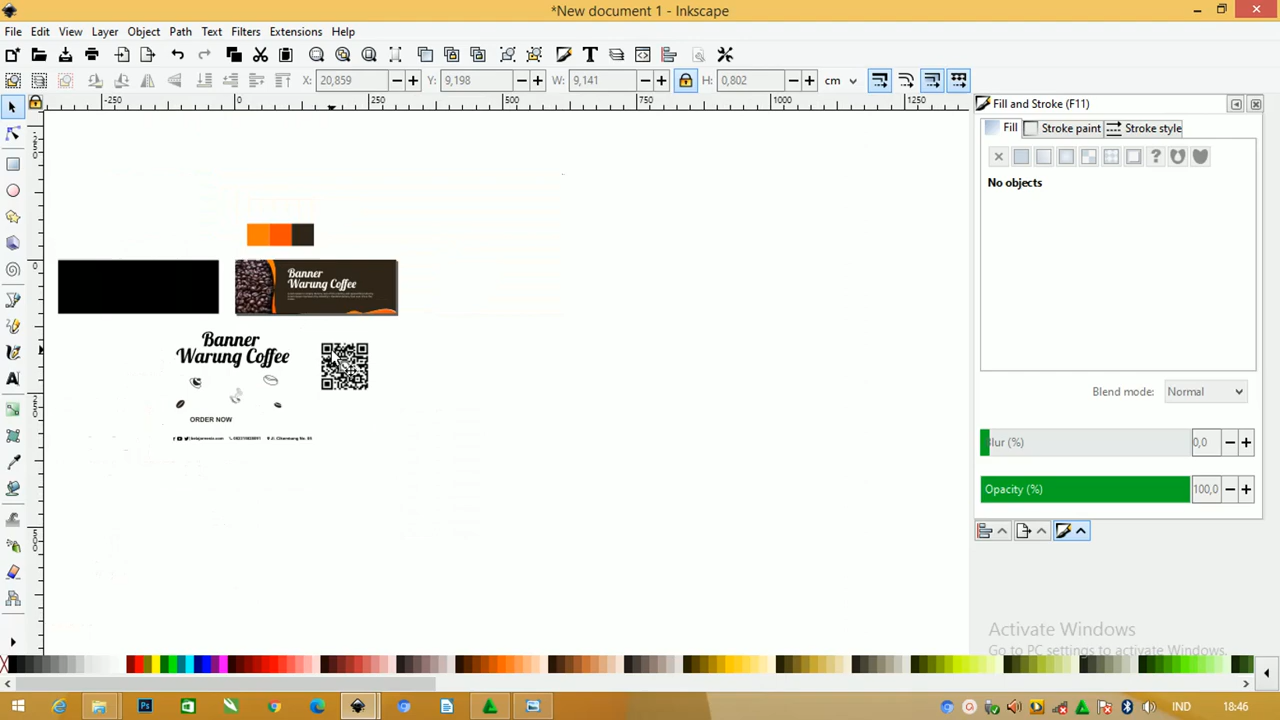 *New document 1 - Inkscape
File Edit View Layer Object Path Text Filters Extensions Help
X: 20,859 Y: 9,198 W: 9,141 H: 0,802 cm
-250 0 250 500 750 1000 1250
Fill and Stroke (F11)
Fill Stroke paint Stroke style
No objects
Banner
Warung Coffee
Banner
Warung Coffee
ORDER NOW
Blend mode: Normal
Blur (%) 0,0
Opacity (%) 100,0
Activate Windows
Go to PC settings to activate Windows.
IND 18:46